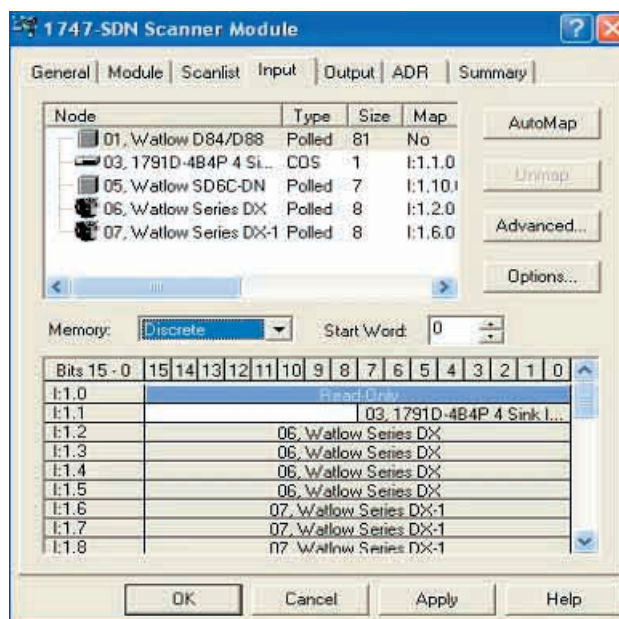 1747-SDN Scanner Module
General Module Scanlist Input Output ADR Summary
Node Type Size Map
01, Watlow D84/D88 Polled 81 No
03, 1791D-4B4P 4 Si... COS 1 I:1.1.0
05, Watlow SD6C-DN Polled 7 I:1.10.
06, Watlow Series DX Polled 8 I:1.2.0
07, Watlow Series DX-1 Polled 8 I:1.6.0
AutoMap
Unmap
Advanced...
Options...
Memory: Discrete Start Word: 0
Bits 15 - 0 15 14 13 12 11 10 9 8 7 6 5 4 3 2 1 0
I:1.0 Read-Only
I:1.1 03, 1791D-4B4P 4 Sink I...
I:1.2 06, Watlow Series DX
I:1.3 06, Watlow Series DX
I:1.4 06, Watlow Series DX
I:1.5 06, Watlow Series DX
I:1.6 07, Watlow Series DX-1
I:1.7 07, Watlow Series DX-1
I:1.8 07, Watlow Series DX-1
OK Cancel Apply Help